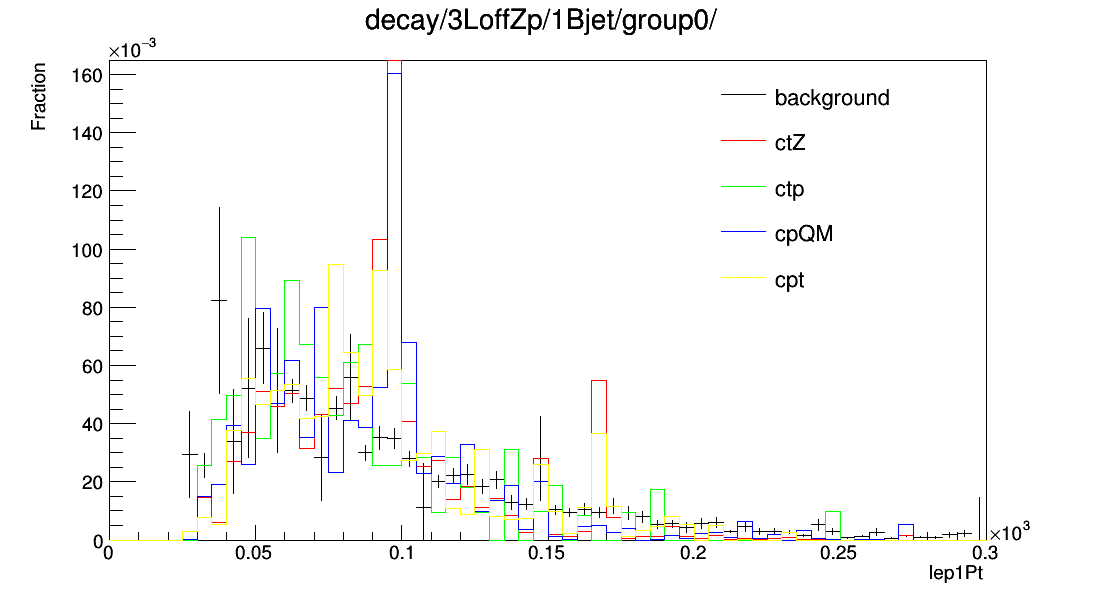 decay/3LoffZp/1Bjet/group0/
×10⁻³
Fraction
160
140
120
100
80
60
40
20
0
background
ctZ
ctp
cpQM
cpt
0 0.05 0.1 0.15 0.2 0.25 0.3
×10³
lep1Pt